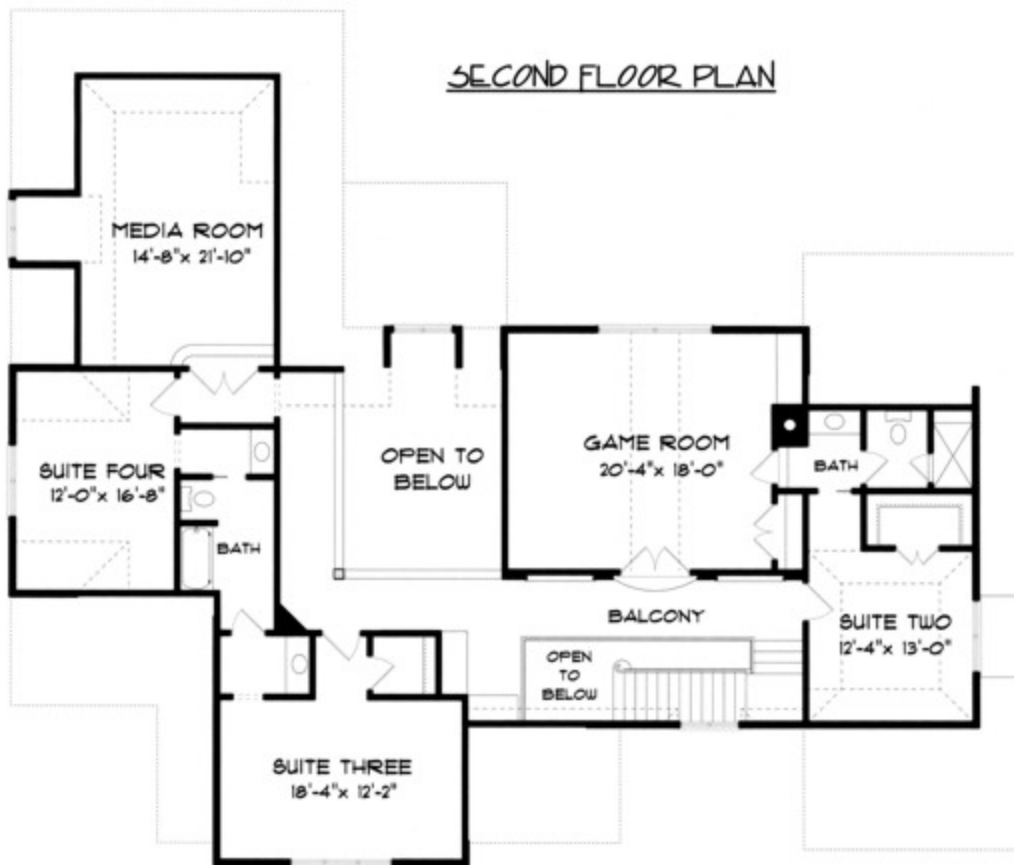 SECOND FLOOR PLAN
MEDIA ROOM
14'-8" x 21'-10"
SUITE FOUR
12'-0" x 16'-8"
OPEN TO
BELOW
GAME ROOM
20'-4" x 18'-0"
BATH
BATH
BALCONY
SUITE TWO
12'-4" x 13'-0"
OPEN
TO
BELOW
SUITE THREE
18'-4" x 12'-2"